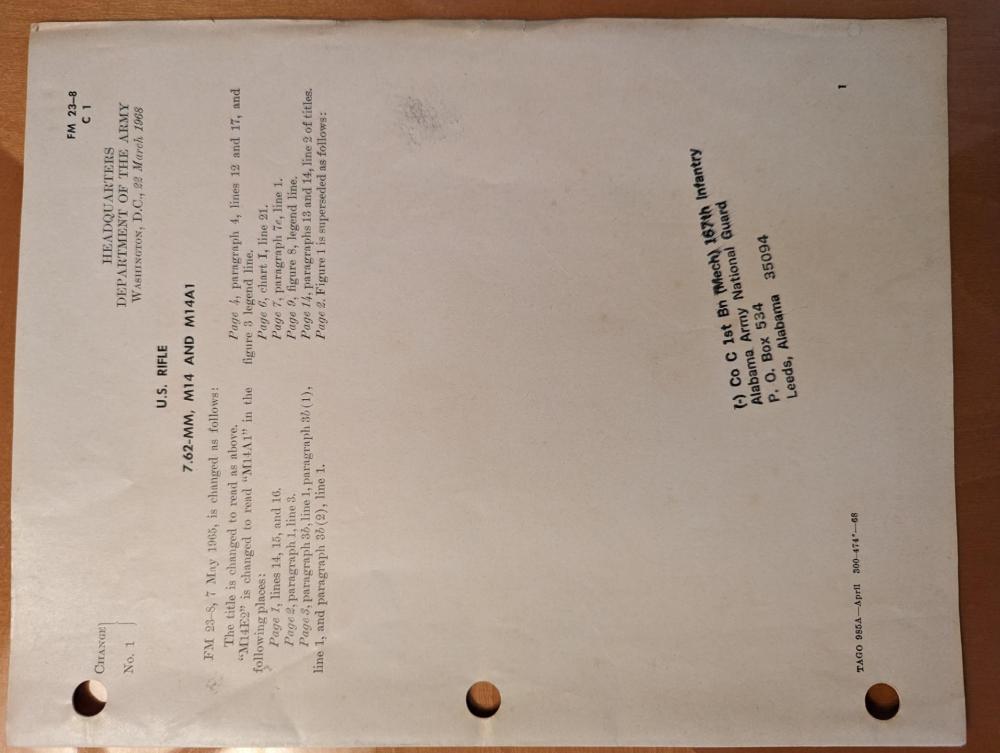 FM 23–8
C 1
CHANGE
No. 1
HEADQUARTERS
DEPARTMENT OF THE ARMY
WASHINGTON, D.C., 22 March 1968
U.S. RIFLE
7.62-MM, M14 AND M14A1
FM 23–8, 7 May 1965, is changed as follows:
The title is changed to read as above.
“M14E2” is changed to read “M14A1” in the
following places:
Page 1, lines 14, 15, and 16.
Page 2, paragraph 1, line 3.
Page 3, paragraph 3b, line 1, paragraph 3b(1),
line 1, and paragraph 3b(2), line 1.
Page 4, paragraph 4, lines 12 and 17, and
figure 3 legend line.
Page 6, chart I, line 21.
Page 7, paragraph 7c, line 1.
Page 9, figure 8, legend line.
Page 14, paragraphs 13 and 14, line 2 of titles.
Page 2. Figure 1 is superseded as follows:
(-) Co C 1st Bn (Mech) 167th Infantry
Alabama Army National Guard
P. O. Box 534
Leeds, Alabama 35094
TAGO 985A—April 300-474°—68
1